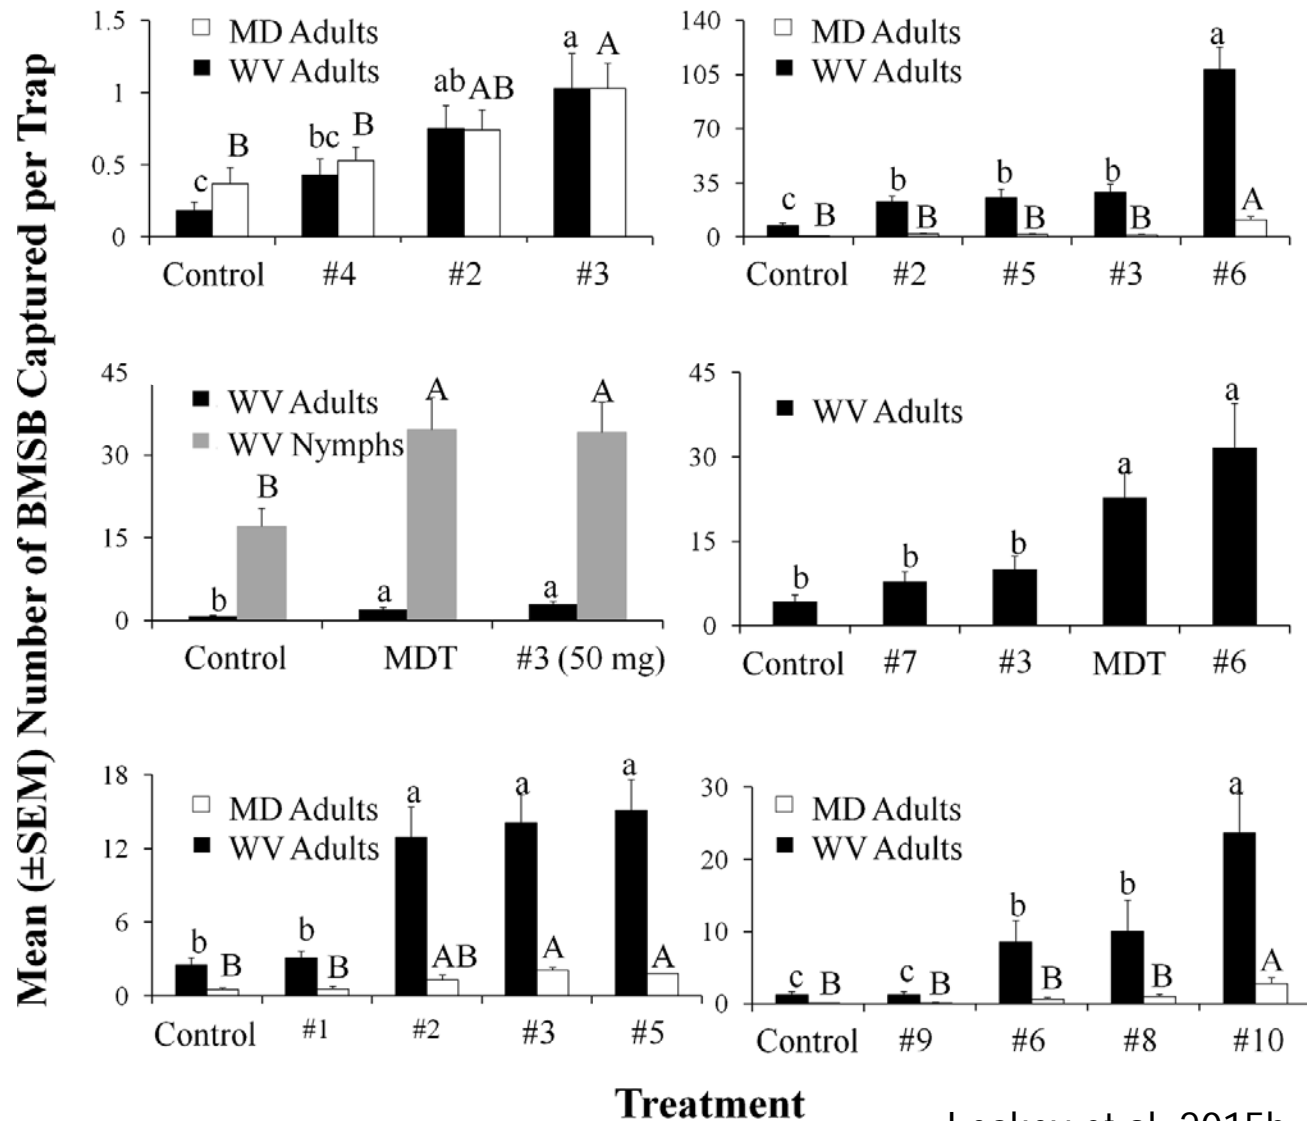 Mean (±SEM) Number of BMSB Captured per Trap
1.5
1
0.5
0
MD Adults
WV Adults
c
B
bc
B
ab
AB
a
A
Control #4 #2 #3
140
105
70
35
0
MD Adults
WV Adults
c
B
b
B
b
B
b
B
a
A
Control #2 #5 #3 #6
45
30
15
0
WV Adults
WV Nymphs
b
B
a
A
a
A
Control MDT #3 (50 mg)
45
30
15
0
WV Adults
b
b
b
a
a
Control #7 #3 MDT #6
18
12
6
0
MD Adults
WV Adults
b
B
b
B
a
AB
a
A
a
A
Control #1 #2 #3 #5
30
20
10
0
MD Adults
WV Adults
c
B
c
B
b
B
b
B
a
A
Control #9 #6 #8 #10
Treatment